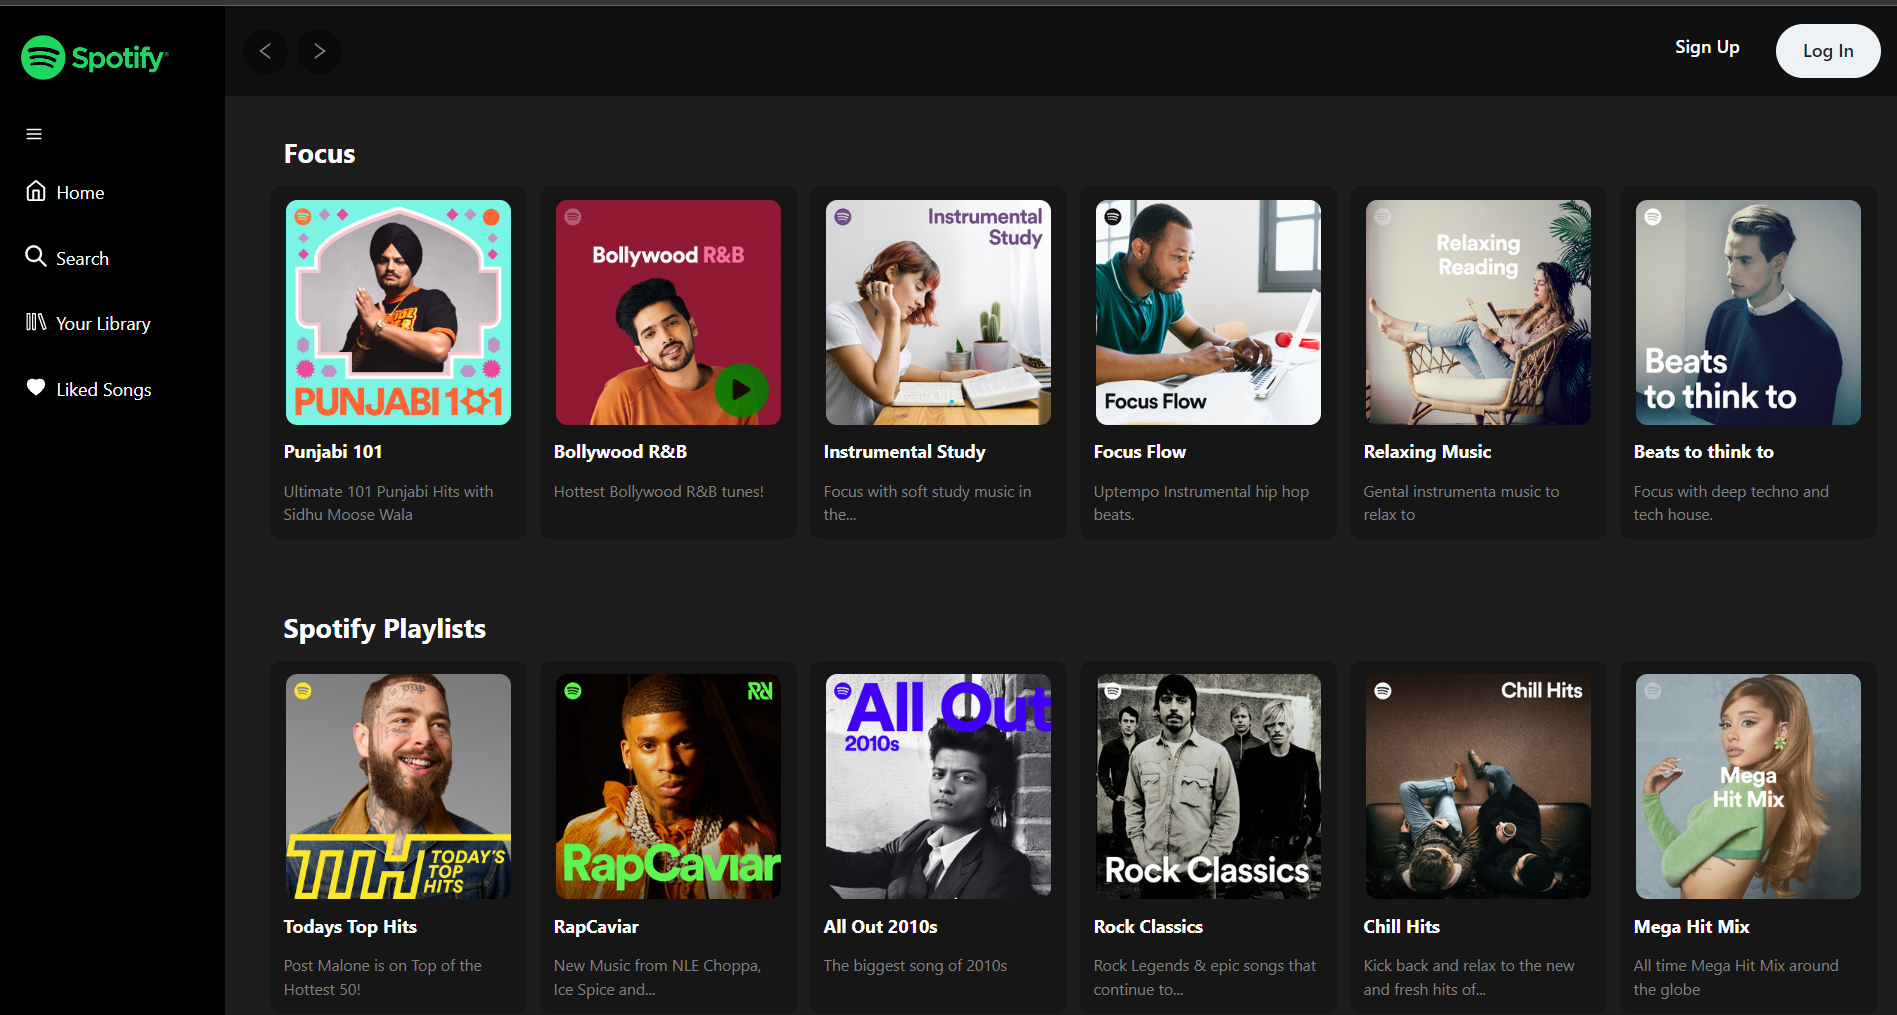 Spotify
Sign Up
Log In
Home
Search
Your Library
Liked Songs
Focus
PUNJABI 101
Punjabi 101
Ultimate 101 Punjabi Hits with
Sidhu Moose Wala
Bollywood R&B
Bollywood R&B
Hottest Bollywood R&B tunes!
Instrumental
Study
Instrumental Study
Focus with soft study music in
the...
Focus Flow
Focus Flow
Uptempo Instrumental hip hop
beats.
Relaxing
Reading
Relaxing Music
Gental instrumenta music to
relax to
Beats
to think to
Beats to think to
Focus with deep techno and
tech house.
Spotify Playlists
TTH TODAY'S
TOP
HITS
Todays Top Hits
Post Malone is on Top of the
Hottest 50!
RapCaviar
RapCaviar
New Music from NLE Choppa,
Ice Spice and...
All Out
2010s
All Out 2010s
The biggest song of 2010s
Rock Classics
Rock Classics
Rock Legends & epic songs that
continue to...
Chill Hits
Chill Hits
Kick back and relax to the new
and fresh hits of...
Mega
Hit Mix
Mega Hit Mix
All time Mega Hit Mix around
the globe